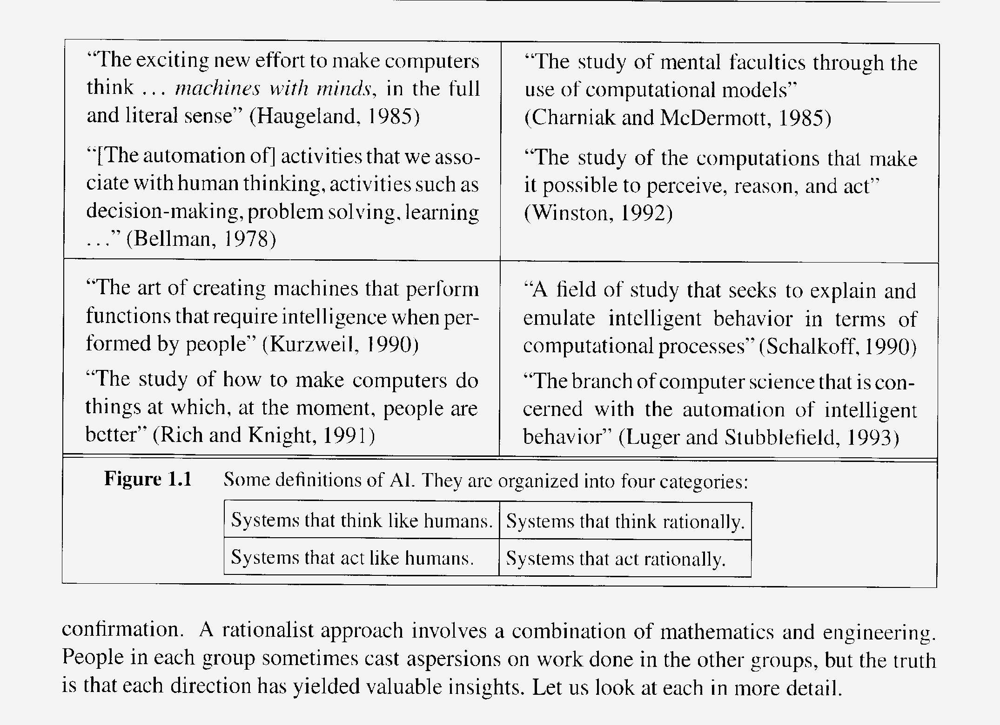 “The exciting new effort to make computers
think ... machines with minds, in the full
and literal sense” (Haugeland, 1985)
“[The automation of] activities that we asso-
ciate with human thinking, activities such as
decision-making, problem solving, learning
...” (Bellman, 1978)
“The study of mental faculties through the
use of computational models”
(Charniak and McDermott, 1985)
“The study of the computations that make
it possible to perceive, reason, and act”
(Winston, 1992)
“The art of creating machines that perform
functions that require intelligence when per-
formed by people” (Kurzweil, 1990)
“The study of how to make computers do
things at which, at the moment, people are
better” (Rich and Knight, 1991)
“A field of study that seeks to explain and
emulate intelligent behavior in terms of
computational processes” (Schalkoff, 1990)
“The branch of computer science that is con-
cerned with the automation of intelligent
behavior” (Luger and Stubblefield, 1993)
Figure 1.1 Some definitions of AI. They are organized into four categories:
Systems that think like humans. Systems that think rationally.
Systems that act like humans. Systems that act rationally.
confirmation. A rationalist approach involves a combination of mathematics and engineering.
People in each group sometimes cast aspersions on work done in the other groups, but the truth
is that each direction has yielded valuable insights. Let us look at each in more detail.